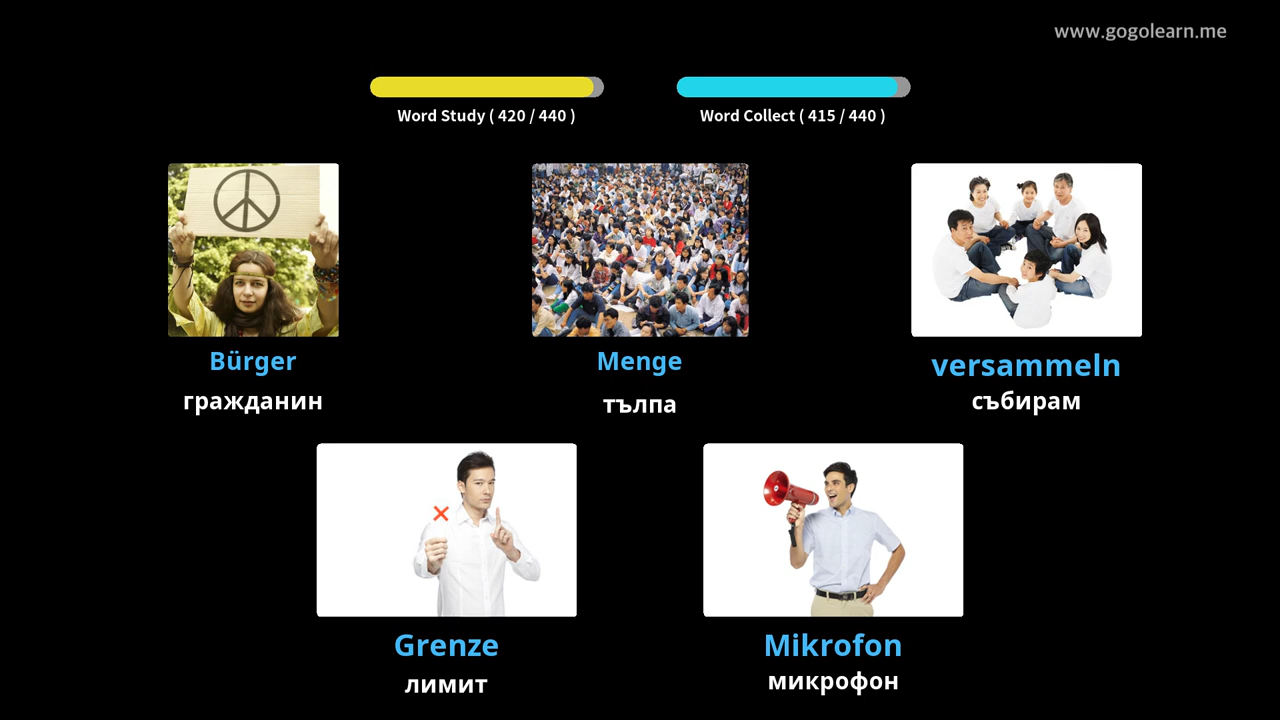 www.gogolearn.me
Word Study ( 420 / 440 )
Word Collect ( 415 / 440 )
Bürger
Menge
versammeln
гражданин
тълпа
събирам
Grenze
Mikrofon
лимит
микрофон